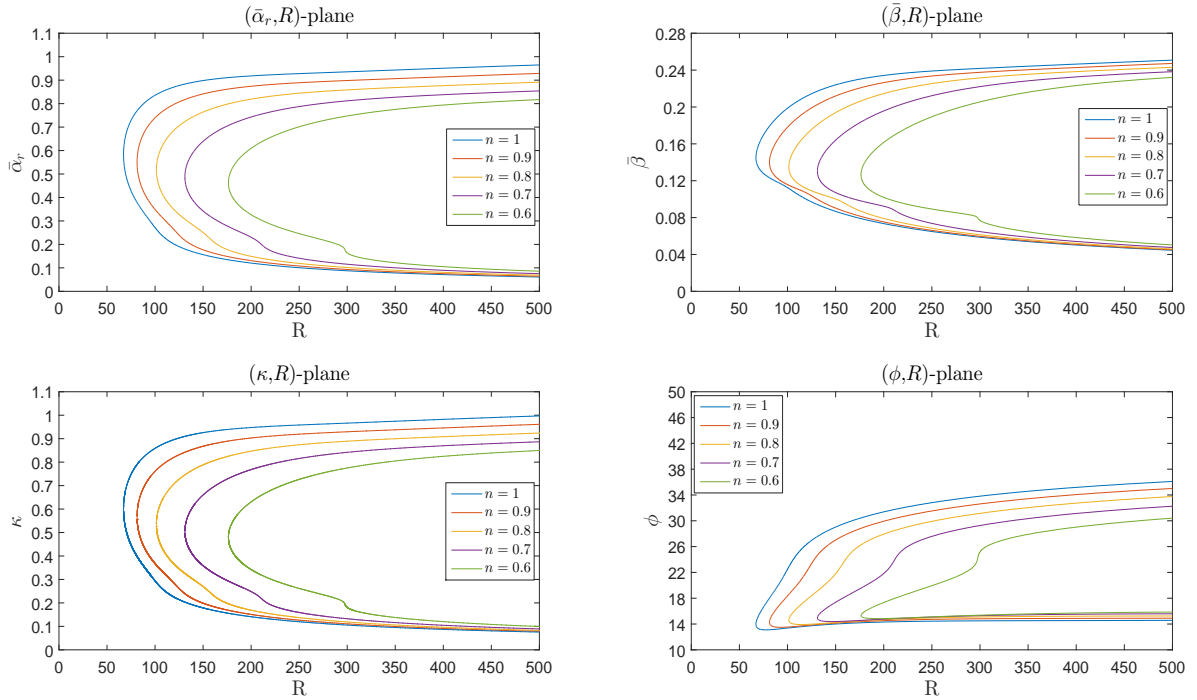 (ᾱ_r,R)-plane
1.1
1
0.9
0.8
0.7
0.6
0.5
0.4
0.3
0.2
0.1
0
ᾱ_r
n = 1
n = 0.9
n = 0.8
n = 0.7
n = 0.6
0 50 100 150 200 250 300 350 400 450 500
R
(β̄,R)-plane
0.28
0.24
0.2
0.16
0.12
0.08
0.04
0
β̄
n = 1
n = 0.9
n = 0.8
n = 0.7
n = 0.6
0 50 100 150 200 250 300 350 400 450 500
R
(κ,R)-plane
1.1
1
0.9
0.8
0.7
0.6
0.5
0.4
0.3
0.2
0.1
0
κ
n = 1
n = 0.9
n = 0.8
n = 0.7
n = 0.6
0 50 100 150 200 250 300 350 400 450 500
R
(ϕ,R)-plane
50
46
42
38
34
30
26
22
18
14
10
ϕ
n = 1
n = 0.9
n = 0.8
n = 0.7
n = 0.6
0 50 100 150 200 250 300 350 400 450 500
R